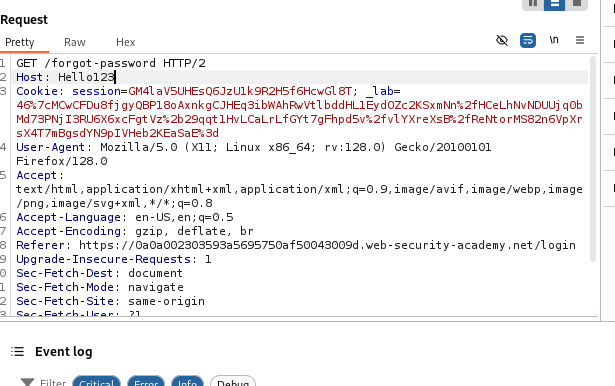 Request
Pretty Raw Hex
\n
1 GET /forgot-password HTTP/2
2 Host: Hello123
3 Cookie: session=GM4laV5UHEsQ6JzU1k9R2H5f6HcwGl8T; _lab=
46%7cMCwCFDu8fjgyQBP18oAxnkgCJHEq3ibWAhRwVtlbddHL1EydOZc2KSxmNn%2fHCeLhNvNDUUjq0b
Md73PNjI3RU6X6xcFgtVz%2b29qqt1HvLCaLrLfGYt7gFhpd5v%2fvlYXreXsB%2fReNtorMS82n6VpXr
sX4T7mBgsdYN9pIVHeb2KEaSaE%3d
4 User-Agent: Mozilla/5.0 (X11; Linux x86_64; rv:128.0) Gecko/20100101
Firefox/128.0
5 Accept:
text/html,application/xhtml+xml,application/xml;q=0.9,image/avif,image/webp,image
/png,image/svg+xml,*/*;q=0.8
6 Accept-Language: en-US,en;q=0.5
7 Accept-Encoding: gzip, deflate, br
8 Referer: https://0a0a002303593a5695750af50043009d.web-security-academy.net/login
9 Upgrade-Insecure-Requests: 1
0 Sec-Fetch-Dest: document
1 Sec-Fetch-Mode: navigate
2 Sec-Fetch-Site: same-origin
3 Sec-Fetch-User: ?1
Event log
Filter Critical Error Info Debug